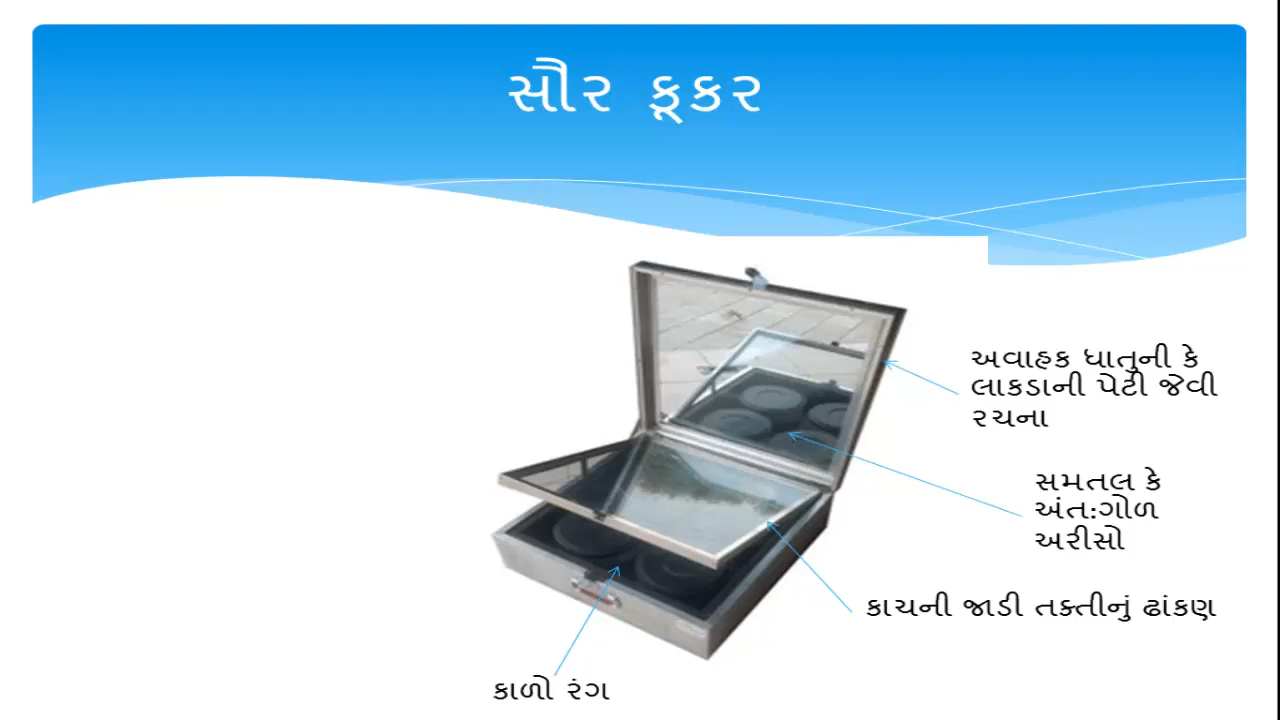 સૌર કૂકર
અવાહક ધાતુની કે
લાકડાની પેટી જેવી
રચના
સમતલ કે
અંત:ગોળ
અરીસો
કાચની જાડી તક્તીનું ઢાંકણ
કાળો રંગ